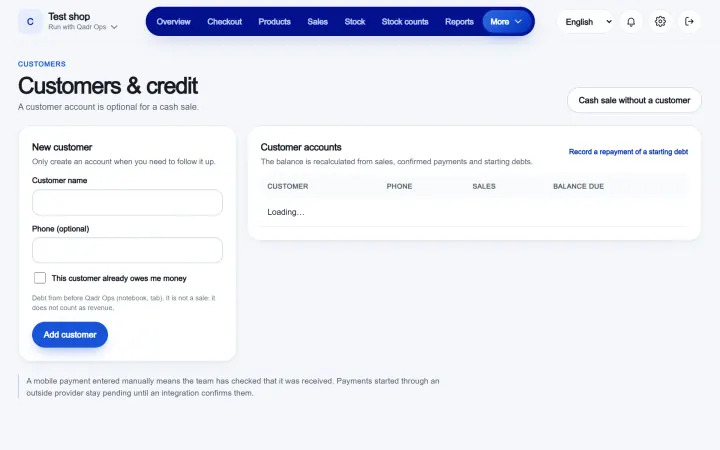 C
Test shop
Run with Qadr Ops
Overview
Checkout
Products
Sales
Stock
Stock counts
Reports
More
English
CUSTOMERS
Customers & credit
A customer account is optional for a cash sale.
Cash sale without a customer
New customer
Only create an account when you need to follow it up.
Customer name
Phone (optional)
This customer already owes me money
Debt from before Qadr Ops (notebook, tab). It is not a sale: it
does not count as revenue.
Add customer
Customer accounts
The balance is recalculated from sales, confirmed payments and starting debts.
Record a repayment of a starting debt
CUSTOMER PHONE SALES BALANCE DUE
Loading…
A mobile payment entered manually means the team has checked that it was received. Payments started through an
outside provider stay pending until an integration confirms them.